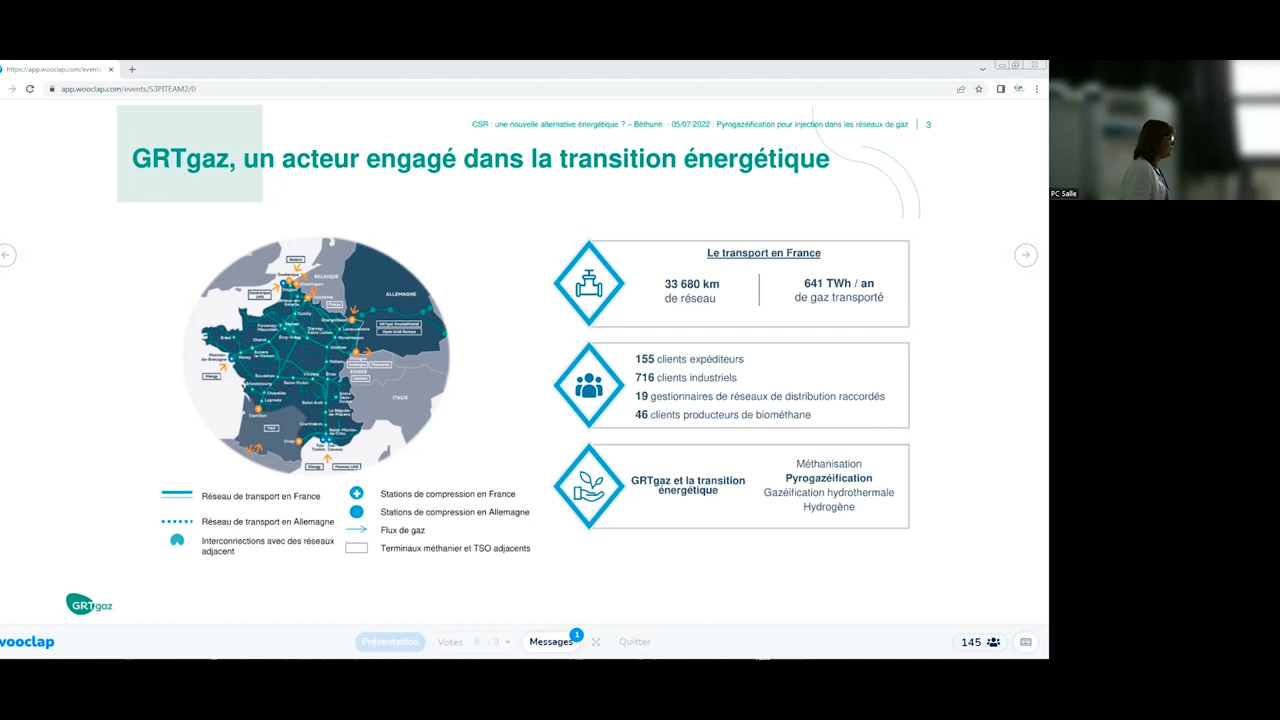 https://app.wooclap.com/events
app.wooclap.com/events/S3PITEAM2/0
CSR : une nouvelle alternative énergétique ? – Béthune - 05/07/2022 : Pyrogazéification pour injection dans les réseaux de gaz
3
GRTgaz, un acteur engagé dans la transition énergétique
PC Salle
BELGIQUE
ALLEMAGNE
SUISSE
ITALIE
Le transport en France
33 680 km
de réseau
641 TWh / an
de gaz transporté
155 clients expéditeurs
716 clients industriels
19 gestionnaires de réseaux de distribution raccordés
46 clients producteurs de biométhane
GRTgaz et la transition
énergétique
Méthanisation
Pyrogazéification
Gazéification hydrothermale
Hydrogène
Réseau de transport en France
Réseau de transport en Allemagne
Interconnections avec des réseaux
adjacent
Stations de compression en France
Stations de compression en Allemagne
Flux de gaz
Terminaux méthanier et TSO adjacents
GRTgaz
wooclap
Présentation
Votes 6 / 9
Messages
1
Quitter
145